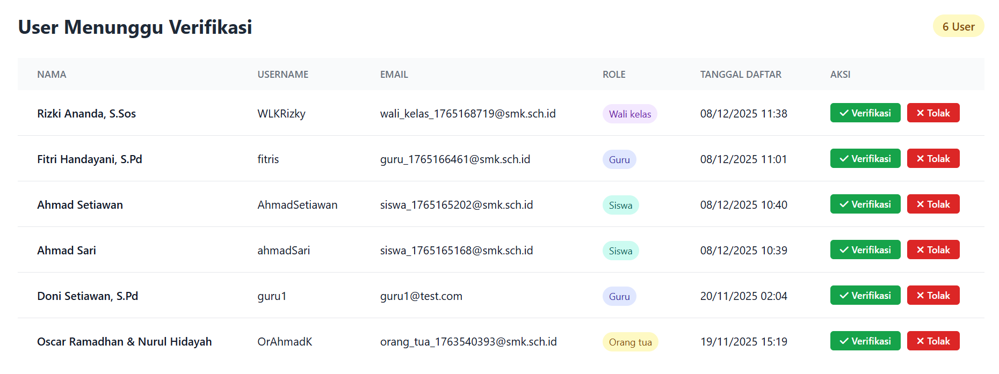 User Menunggu Verifikasi
6 User
NAMA USERNAME EMAIL ROLE TANGGAL DAFTAR AKSI
Rizki Ananda, S.Sos WLKRizky wali_kelas_1765168719@smk.sch.id Wali kelas 08/12/2025 11:38 Verifikasi Tolak
Fitri Handayani, S.Pd fitris guru_1765166461@smk.sch.id Guru 08/12/2025 11:01 Verifikasi Tolak
Ahmad Setiawan AhmadSetiawan siswa_1765165202@smk.sch.id Siswa 08/12/2025 10:40 Verifikasi Tolak
Ahmad Sari ahmadSari siswa_1765165168@smk.sch.id Siswa 08/12/2025 10:39 Verifikasi Tolak
Doni Setiawan, S.Pd guru1 guru1@test.com Guru 20/11/2025 02:04 Verifikasi Tolak
Oscar Ramadhan & Nurul Hidayah OrAhmadK orang_tua_1763540393@smk.sch.id Orang tua 19/11/2025 15:19 Verifikasi Tolak